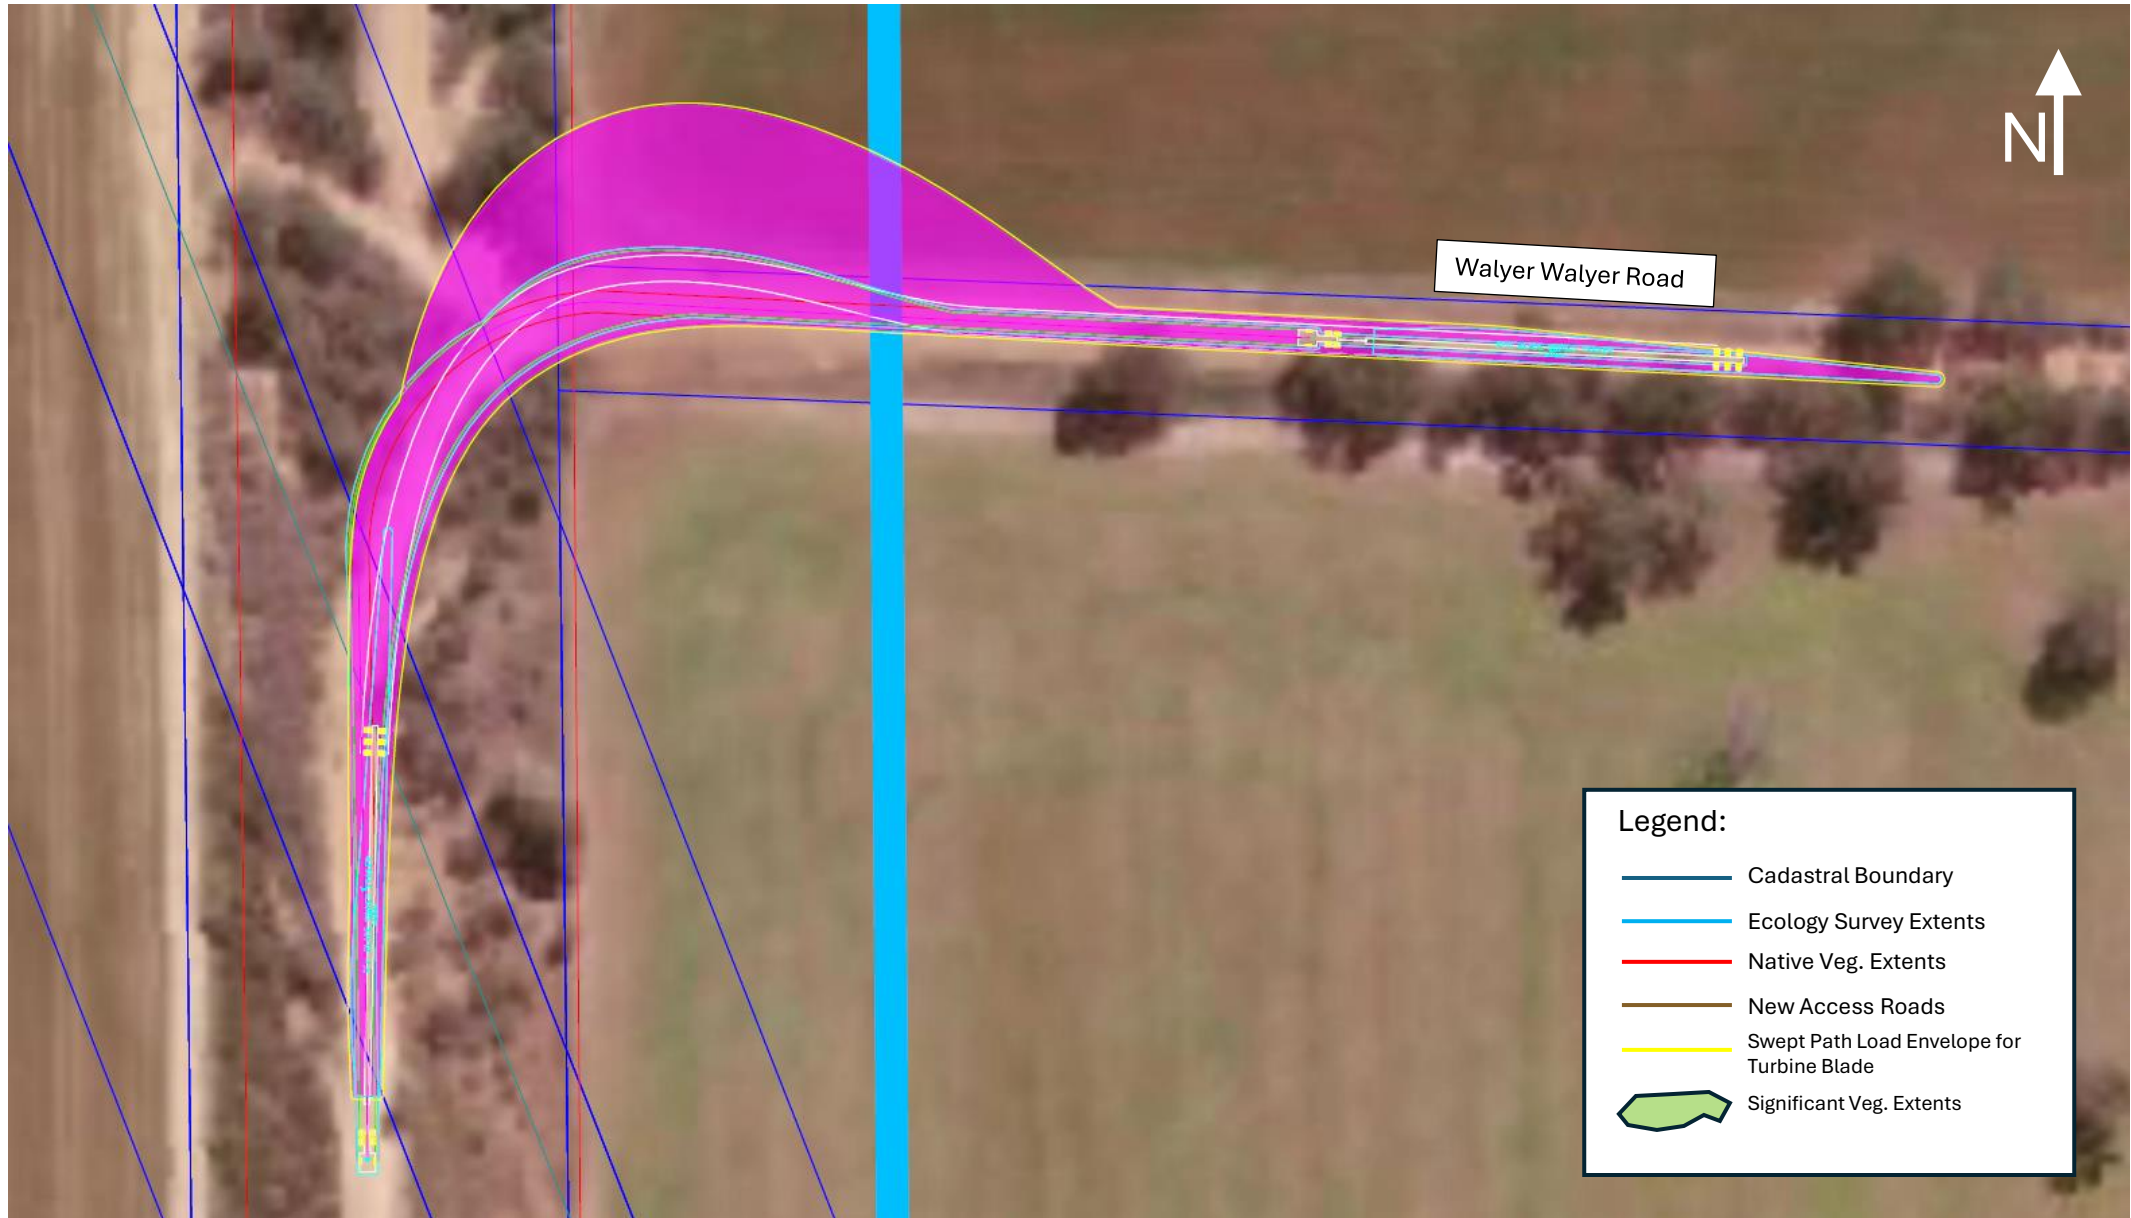 N
Walyer Walyer Road
Legend:
Cadastral Boundary
Ecology Survey Extents
Native Veg. Extents
New Access Roads
Swept Path Load Envelope for
Turbine Blade
Significant Veg. Extents